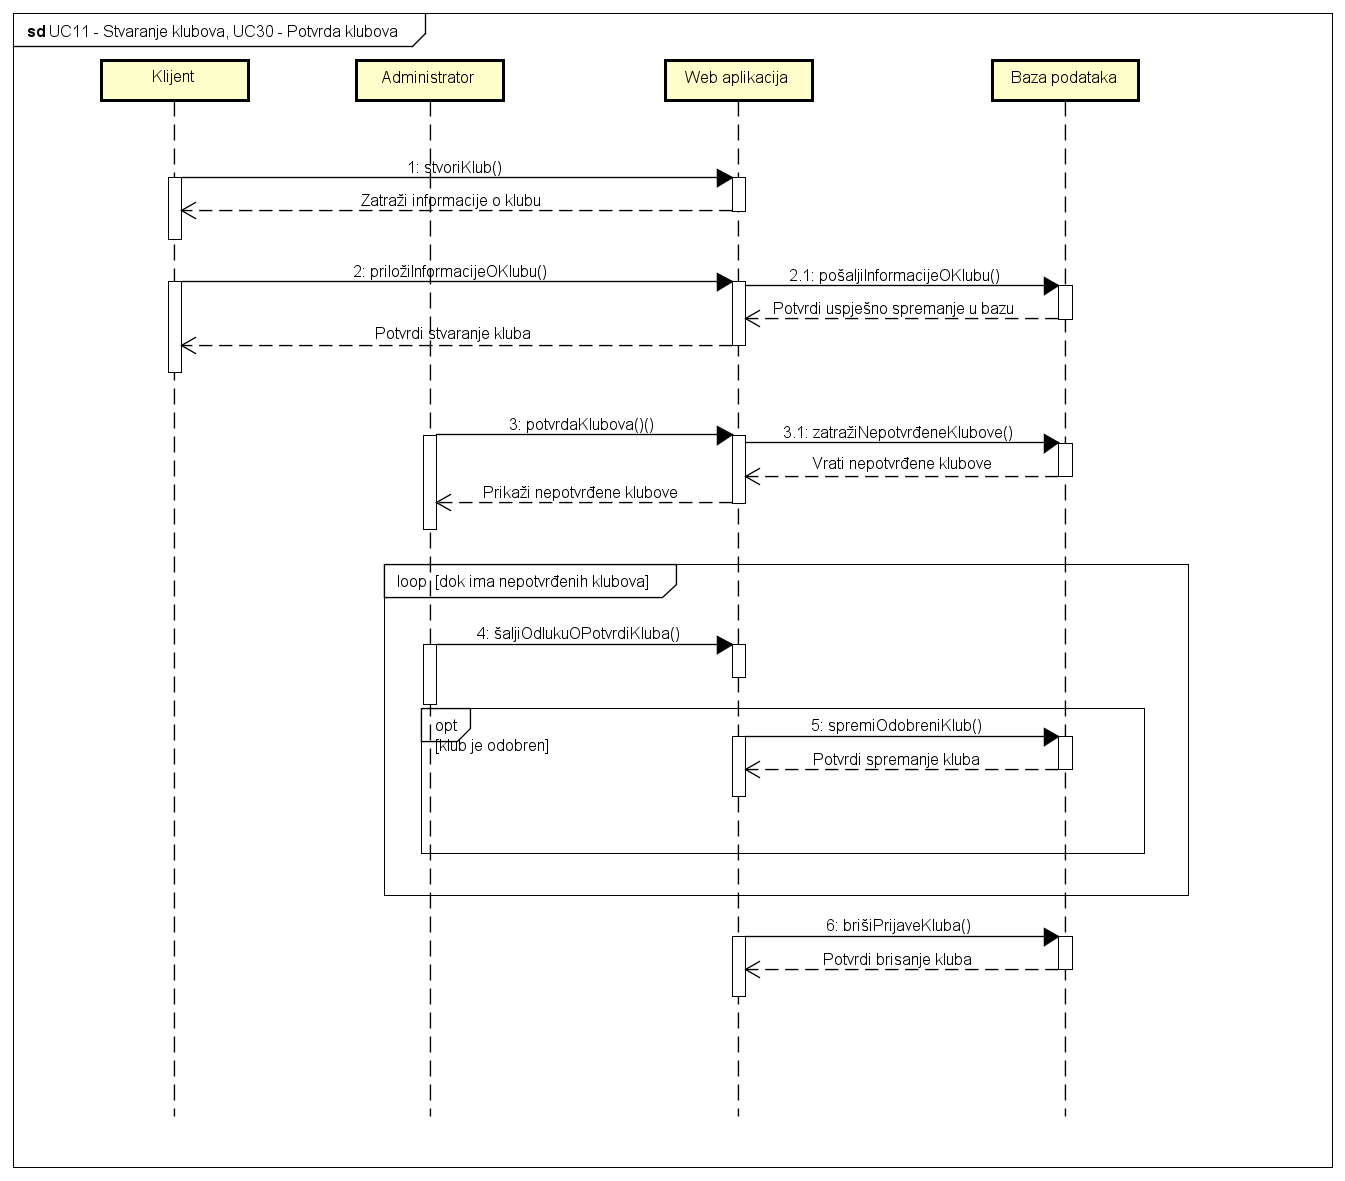 sd UC11 - Stvaranje klubova, UC30 - Potvrda klubova
Klijent
Administrator
Web aplikacija
Baza podataka
1: stvoriKlub()
Zatraži informacije o klubu
2: priložiInformacijeOKlubu()
2.1: pošaljiInformacijeOKlubu()
Potvrdi uspješno spremanje u bazu
Potvrdi stvaranje kluba
3: potvrdaKlubova()()
3.1: zatražiNepotvrđeneKlubove()
Vrati nepotvrđene klubove
Prikaži nepotvrđene klubove
loop [dok ima nepotvrđenih klubova]
4: šaljiOdlukuOPotvrdiKluba()
opt
[klub je odobren]
5: spremiOdobreniKlub()
Potvrdi spremanje kluba
6: brišiPrijaveKluba()
Potvrdi brisanje kluba